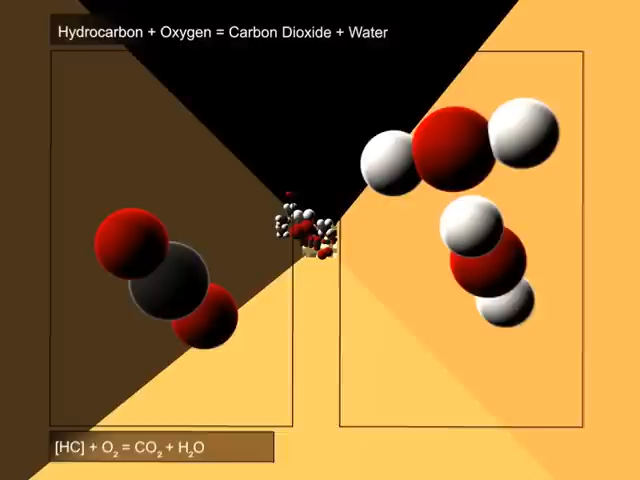 Hydrocarbon + Oxygen = Carbon Dioxide + Water
[HC] + O₂ = CO₂ + H₂O